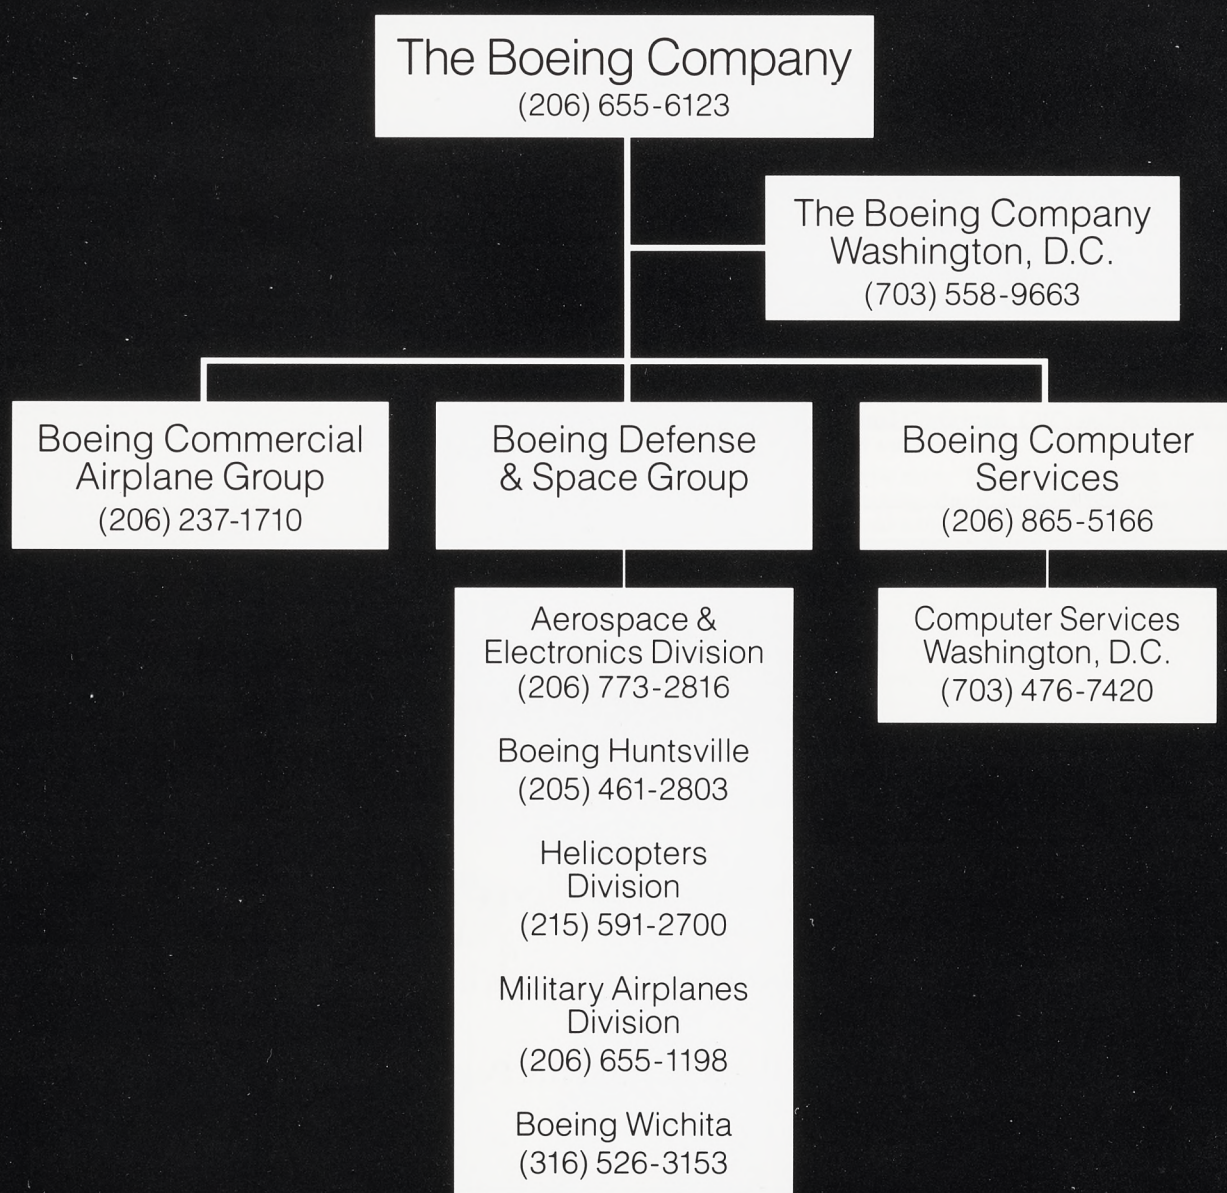 The Boeing Company
(206) 655-6123
The Boeing Company
Washington, D.C.
(703) 558-9663
Boeing Commercial
Airplane Group
(206) 237-1710
Boeing Defense
& Space Group
Boeing Computer
Services
(206) 865-5166
Aerospace &
Electronics Division
(206) 773-2816
Boeing Huntsville
(205) 461-2803
Helicopters
Division
(215) 591-2700
Military Airplanes
Division
(206) 655-1198
Boeing Wichita
(316) 526-3153
Computer Services
Washington, D.C.
(703) 476-7420